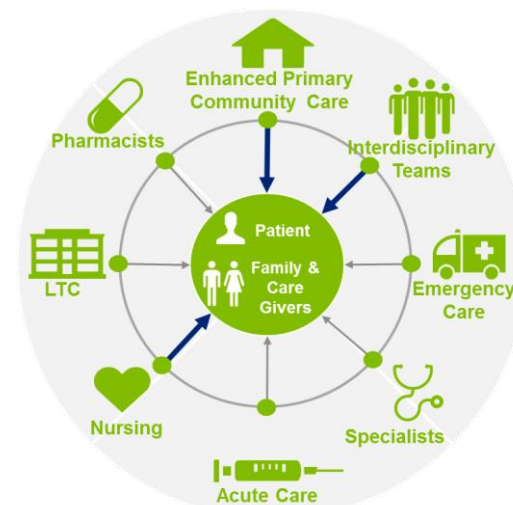 Enhanced Primary
Community Care
Pharmacists
Interdisciplinary
Teams
Patient
Family &
Care
Givers
LTC
Emergency
Care
Nursing
Specialists
Acute Care